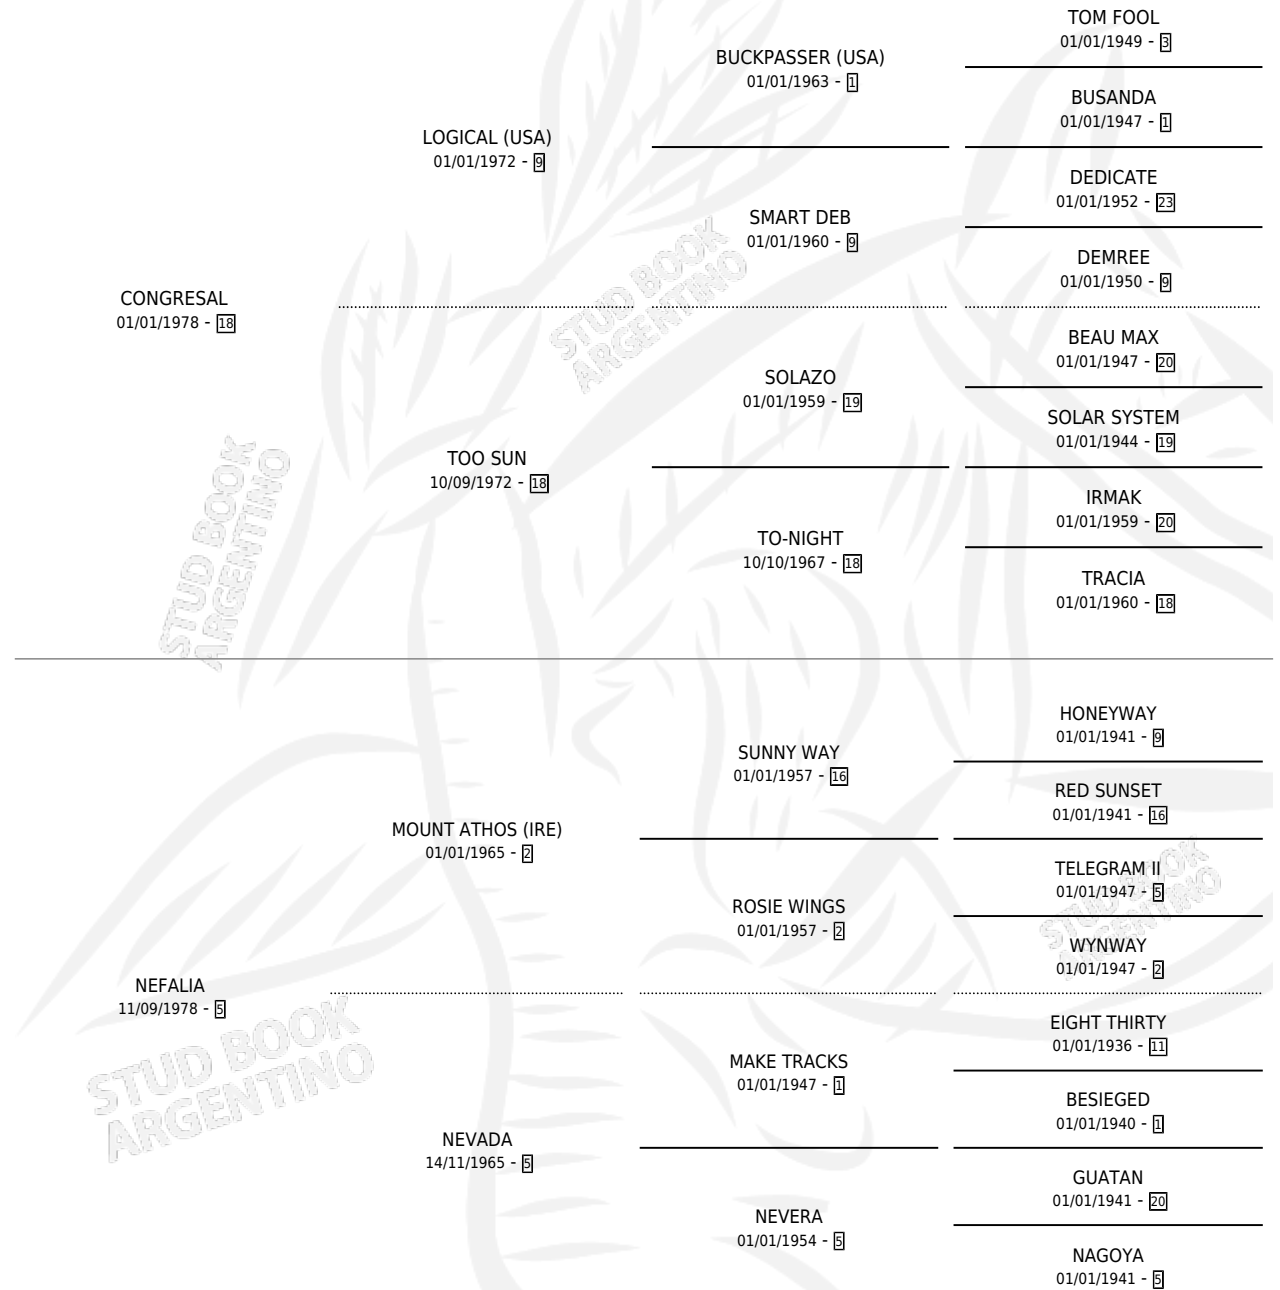 TOM FOOL
01/01/1949 - 3
BUCKPASSER (USA)
01/01/1963 - 1
BUSANDA
01/01/1947 - 1
LOGICAL (USA)
01/01/1972 - 9
DEDICATE
01/01/1952 - 23
SMART DEB
01/01/1960 - 9
DEMREE
01/01/1950 - 9
CONGRESAL
01/01/1978 - 18
STUD BOOK
ARGENTINO
BEAU MAX
01/01/1947 - 20
SOLAZO
01/01/1959 - 19
SOLAR SYSTEM
01/01/1944 - 19
TOO SUN
10/09/1972 - 18
IRMAK
01/01/1959 - 20
TO-NIGHT
10/10/1967 - 18
TRACIA
01/01/1960 - 18
STUD BOOK
ARGENTINO
HONEYWAY
01/01/1941 - 9
SUNNY WAY
01/01/1957 - 16
RED SUNSET
01/01/1941 - 16
MOUNT ATHOS (IRE)
01/01/1965 - 2
TELEGRAM II
01/01/1947 - 5
ROSIE WINGS
01/01/1957 - 2
WYNWAY
01/01/1947 - 2
STUD BOOK
ARGENTINO
NEFALIA
11/09/1978 - 5
EIGHT THIRTY
01/01/1936 - 11
MAKE TRACKS
01/01/1947 - 1
BESIEGED
01/01/1940 - 1
STUD BOOK
ARGENTINO
NEVADA
14/11/1965 - 5
GUATAN
01/01/1941 - 20
NEVERA
01/01/1954 - 5
NAGOYA
01/01/1941 - 5